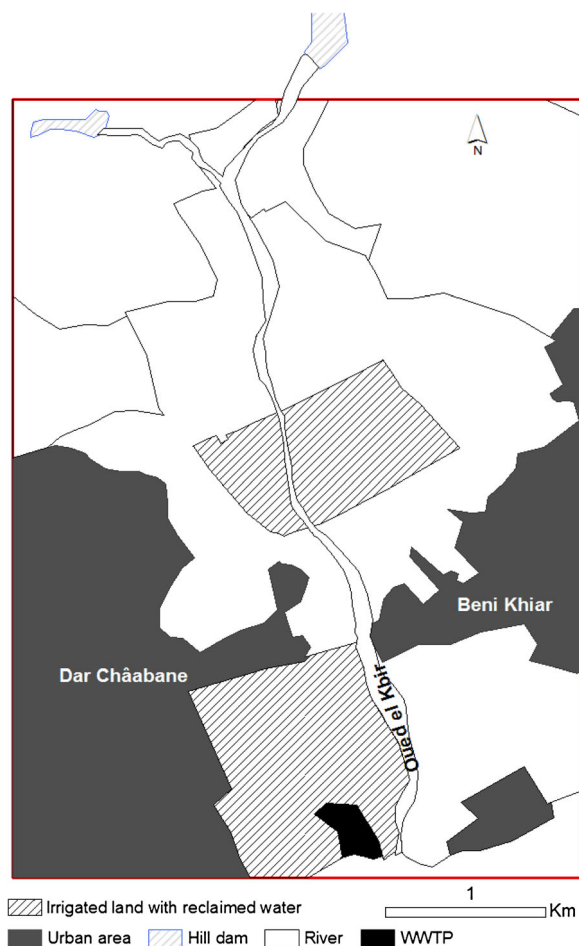 N
Beni Khiar
Dar Châabane
Oued el Kbir
Irrigated land with reclaimed water
1
Km
Urban area
Hill dam
River
WWTP